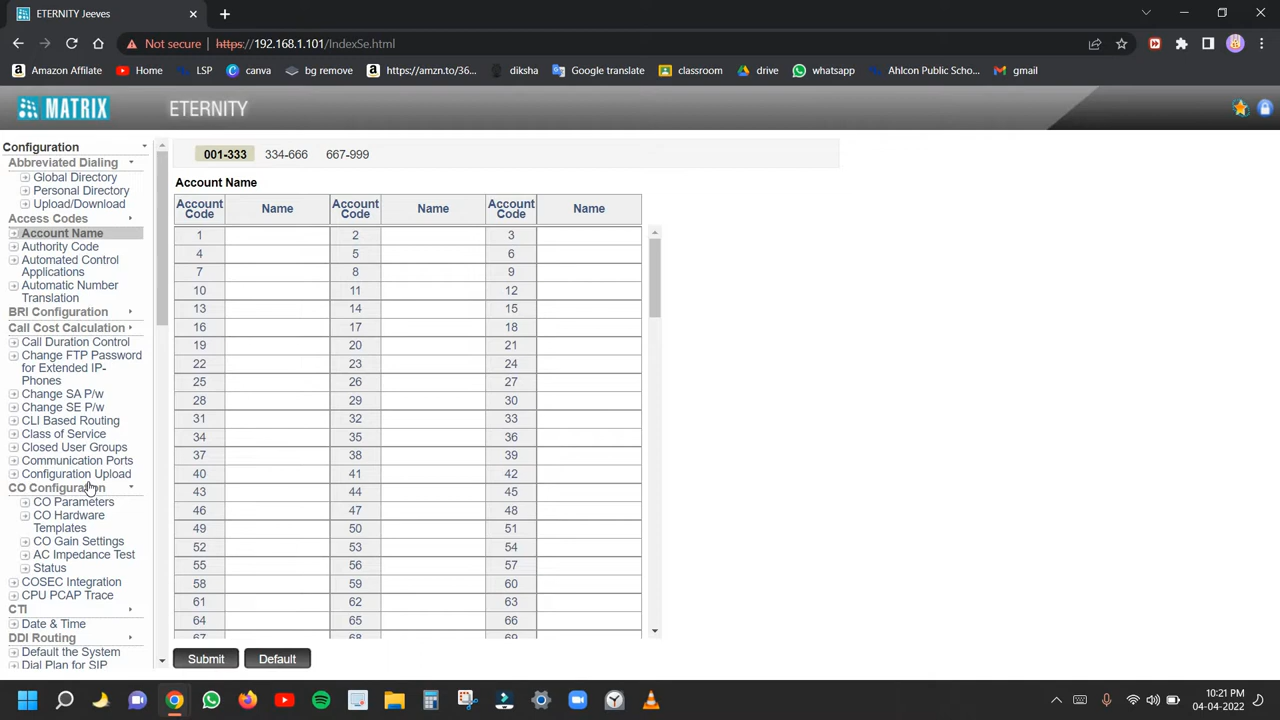 ETERNITY Jeeves
Not secure
https://192.168.1.101/IndexSe.html
Amazon Affilate
Home
LSP
canva
bg remove
https://amzn.to/36...
diksha
Google translate
classroom
drive
whatsapp
Ahlcon Public Scho...
gmail
MATRIX
ETERNITY
Configuration
Abbreviated Dialing
Global Directory
Personal Directory
Upload/Download
Access Codes
Account Name
Authority Code
Automated Control
Applications
Automatic Number
Translation
BRI Configuration
Call Cost Calculation
Call Duration Control
Change FTP Password
for Extended IP-
Phones
Change SA P/w
Change SE P/w
CLI Based Routing
Class of Service
Closed User Groups
Communication Ports
Configuration Upload
CO Configuration
CO Parameters
CO Hardware
Templates
CO Gain Settings
AC Impedance Test
Status
COSEC Integration
CPU PCAP Trace
CTI
Date & Time
DDI Routing
Default the System
Dial Plan for SIP
001-333 334-666 667-999
Account Name
Account Code Name Account Code Name Account Code Name
1 2 3
4 5 6
7 8 9
10 11 12
13 14 15
16 17 18
19 20 21
22 23 24
25 26 27
28 29 30
31 32 33
34 35 36
37 38 39
40 41 42
43 44 45
46 47 48
49 50 51
52 53 54
55 56 57
58 59 60
61 62 63
64 65 66
67 68 69
Submit Default
10:21 PM
04-04-2022